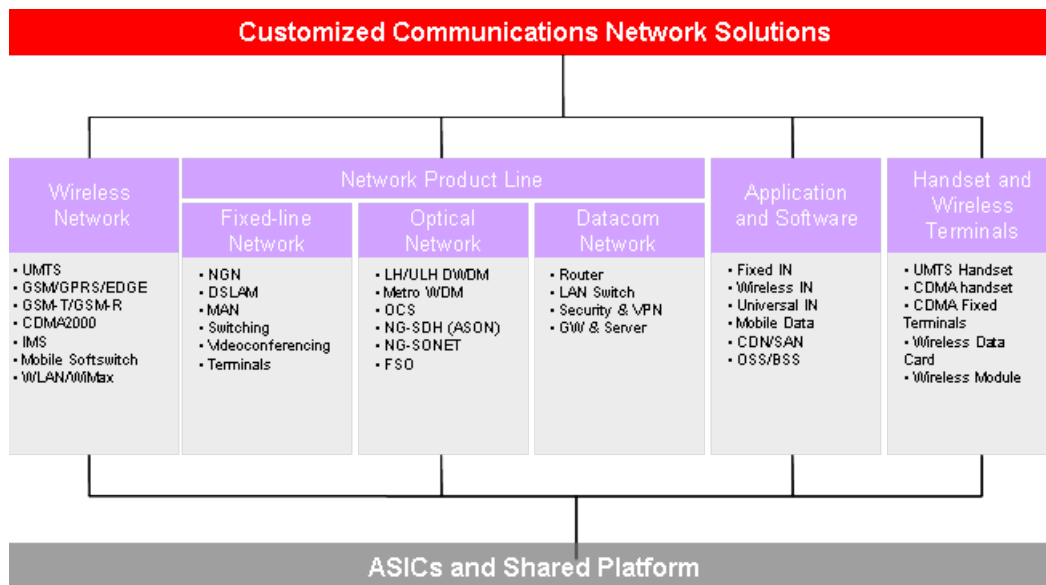 Customized Communications Network Solutions
Wireless
Network
▪ UMTS
▪ GSM/GPRS/EDGE
▪ GSM-T/GSM-R
▪ CDMA2000
▪ IMS
▪ Mobile Softswitch
▪ WLAN/WiMax
Network Product Line
Fixed-line
Network
▪ NGN
▪ DSLAM
▪ MAN
▪ Switching
▪ Videoconferencing
▪ Terminals
Optical
Network
▪ LH/ULH DWDM
▪ Metro WDM
▪ OCS
▪ NG-SDH (ASON)
▪ NG-SONET
▪ FSO
Datacom
Network
▪ Router
▪ LAN Switch
▪ Security & VPN
▪ GW & Server
Application
and Software
▪ Fixed IN
▪ Wireless IN
▪ Universal IN
▪ Mobile Data
▪ CDN/SAN
▪ OSS/BSS
Handset and
Wireless
Terminals
▪ UMTS Handset
▪ CDMA handset
▪ CDMA Fixed
Terminals
▪ Wireless Data
Card
▪ Wireless Module
ASICs and Shared Platform